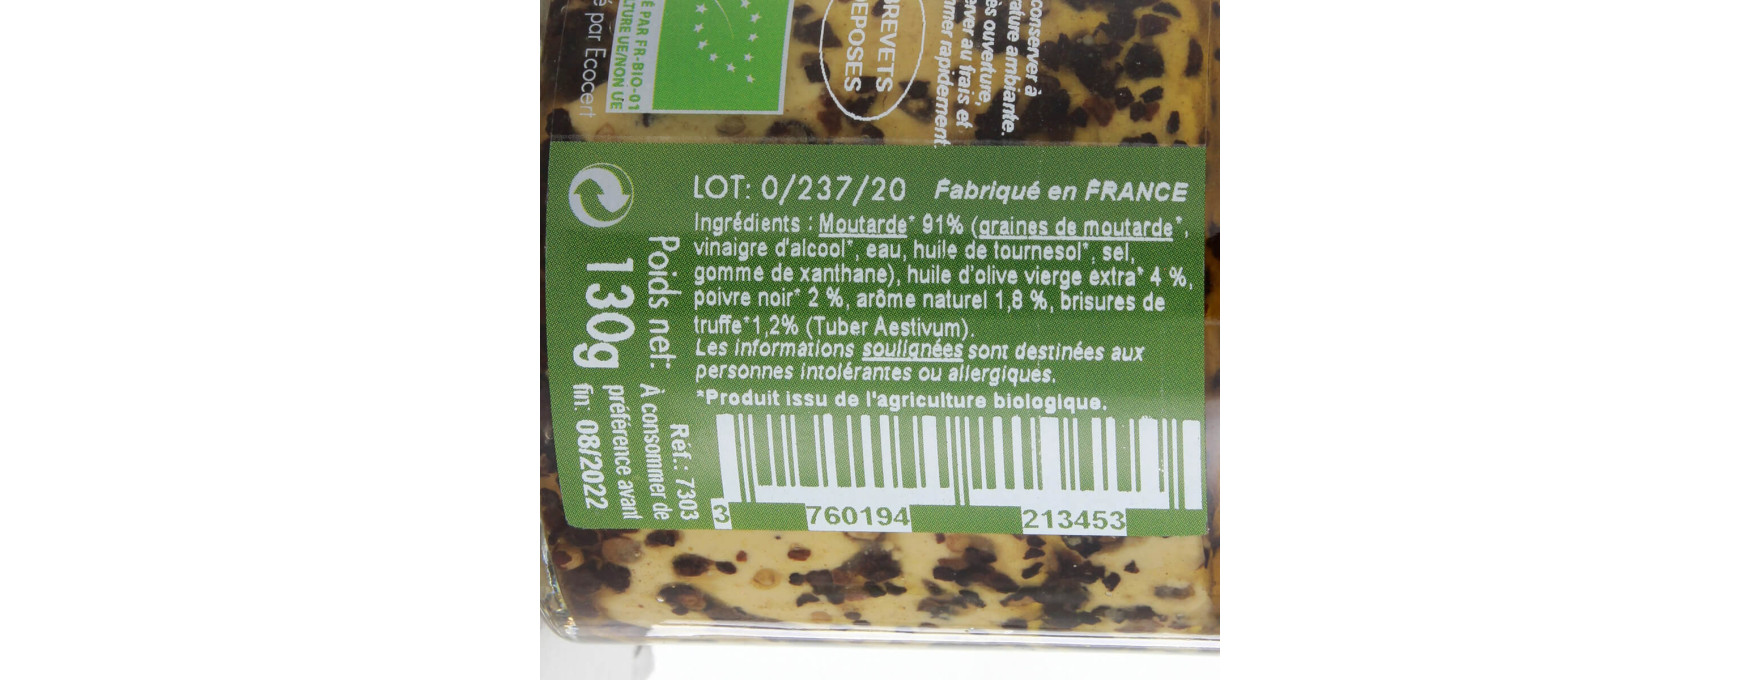 conserver à
ambiante.
ès ouverture,
erver au frais et
mer rapidement.
BREVETS
DEPOSES
É PAR FR-BIO-01
LTURE UE/NON UE
é par Ecocert
LOT: 0/237/20 Fabriqué en FRANCE
Ingrédients : Moutarde* 91% (graines de moutarde*,
vinaigre d'alcool*, eau, huile de tournesol*, sel,
gomme de xanthane), huile d'olive vierge extra* 4 %,
poivre noir* 2 %, arôme naturel 1,8 %, brisures de
truffe*1,2% (Tuber Aestivum).
Les informations soulignées sont destinées aux
personnes intolérantes ou allergiques.
*Produit issu de l'agriculture biologique.
Poids net:
130g
Réf.: 7303
À consommer de
préférence avant
fin: 08/2022
3 760194 213453